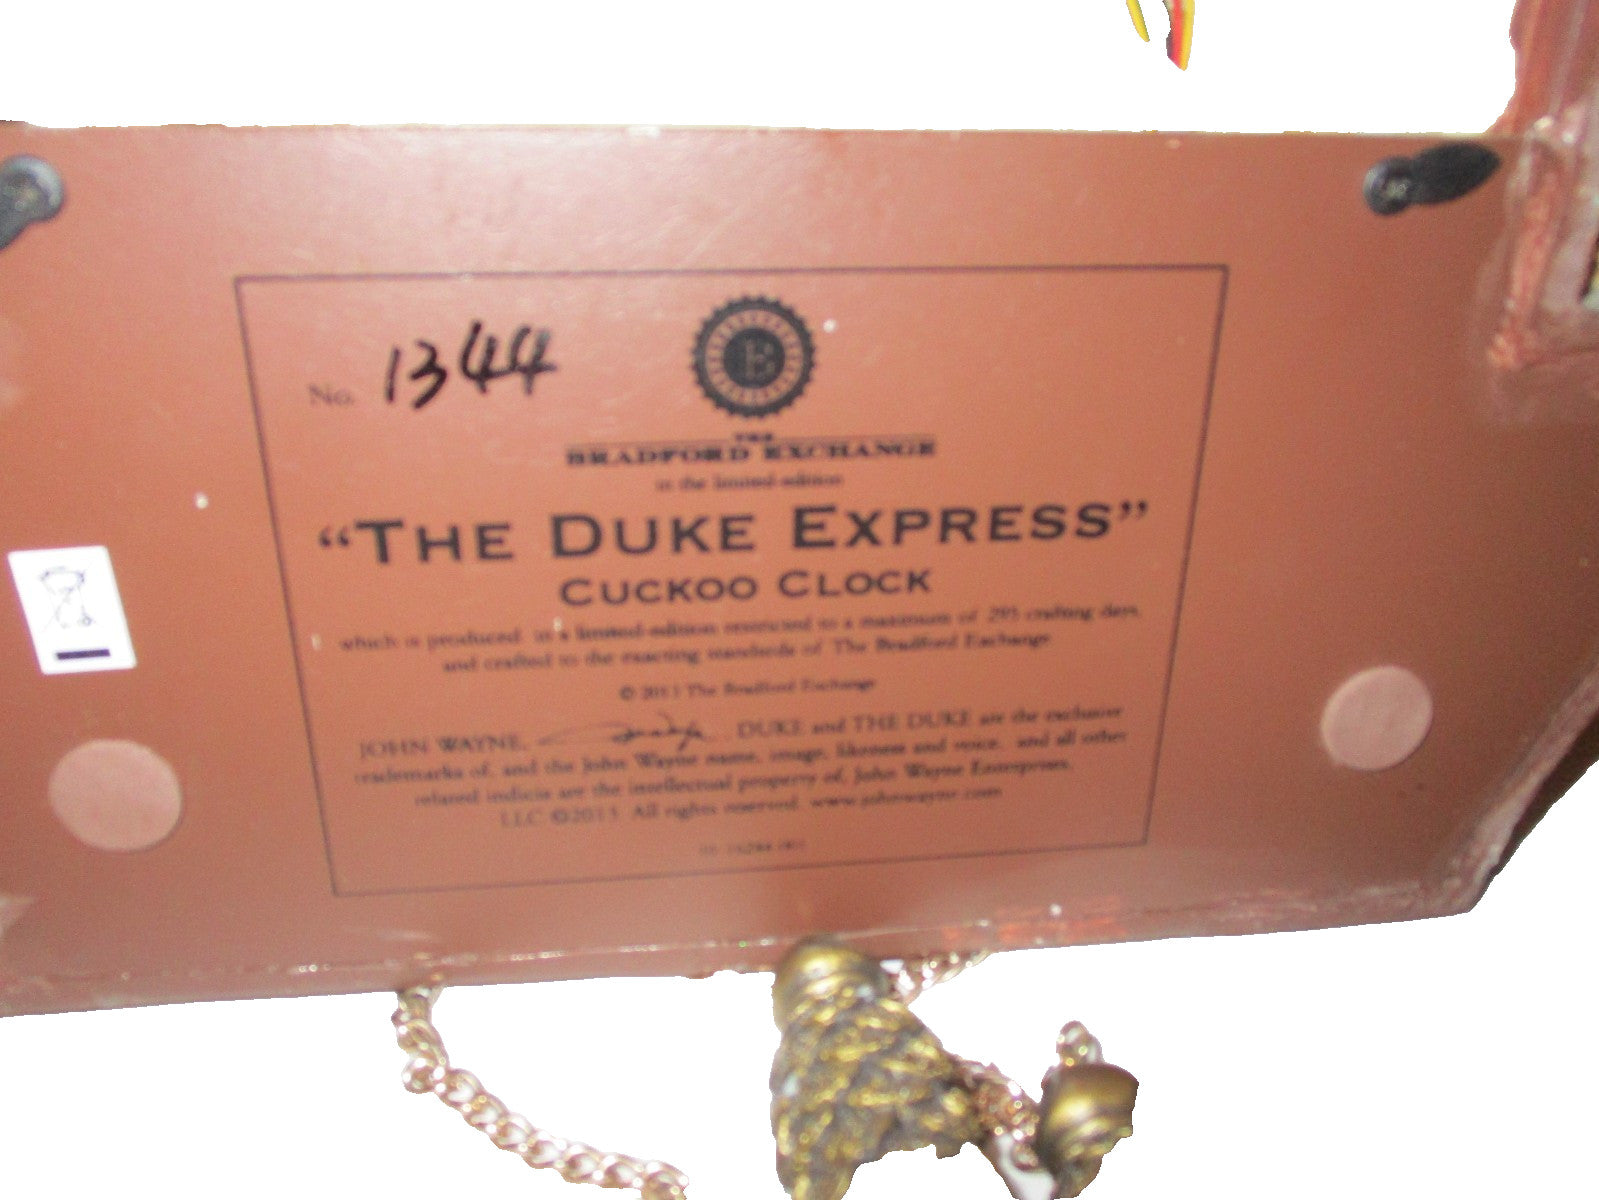 No. 1344
E
THE
BRADFORD EXCHANGE
in the limited-edition
“THE DUKE EXPRESS”
CUCKOO CLOCK
which is produced in a limited-edition restricted to a maximum of 295 crafting days,
and crafted to the exacting standards of The Bradford Exchange
© 2013 The Bradford Exchange
JOHN WAYNE, , DUKE and THE DUKE are the exclusive
trademarks of, and the John Wayne name, image, likeness and voice, and all other
related indicia are the intellectual property of, John Wayne Enterprises,
LLC ©2013 All rights reserved. www.johnwayne.com